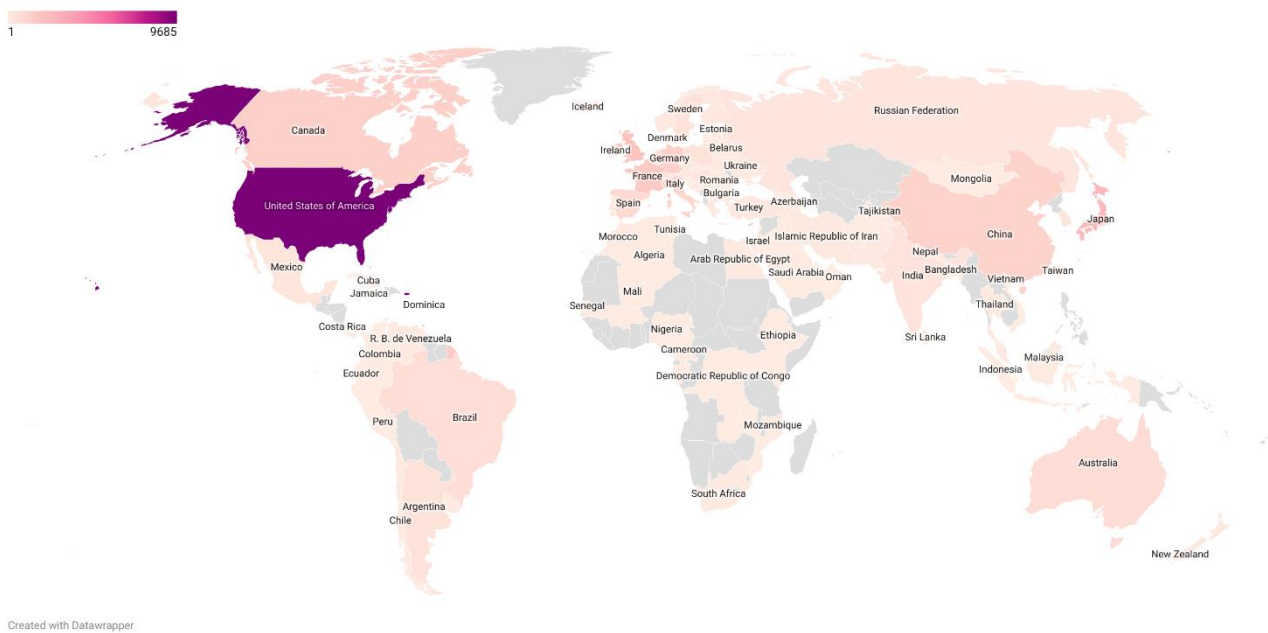 1 9685
Iceland
Sweden
Russian Federation
Canada
Estonia
Denmark
Ireland
Belarus
Germany
Ukraine
France
Italy
Romania
Mongolia
Bulgaria
United States of America
Spain
Turkey
Azerbaijan
Tajikistan
Japan
Morocco
Tunisia
Israel
Islamic Republic of Iran
China
Algeria
Arab Republic of Egypt
Nepal
Mexico
Saudi Arabia
Oman
India
Bangladesh
Taiwan
Cuba
Vietnam
Jamaica
Mali
Dominica
Senegal
Thailand
Costa Rica
Nigeria
Ethiopia
R. B. de Venezuela
Sri Lanka
Colombia
Cameroon
Malaysia
Ecuador
Democratic Republic of Congo
Indonesia
Peru
Brazil
Mozambique
Australia
South Africa
Argentina
Chile
New Zealand
Created with Datawrapper